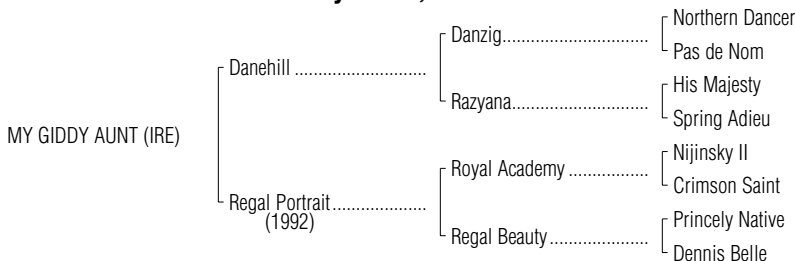 Northern Dancer
Danzig..............................
Pas de Nom
Danehill ...........................
His Majesty
Razyana............................
Spring Adieu
MY GIDDY AUNT (IRE)
Nijinsky II
Royal Academy ................
Crimson Saint
Regal Portrait...................
(1992)
Princely Native
Regal Beauty....................
Dennis Belle